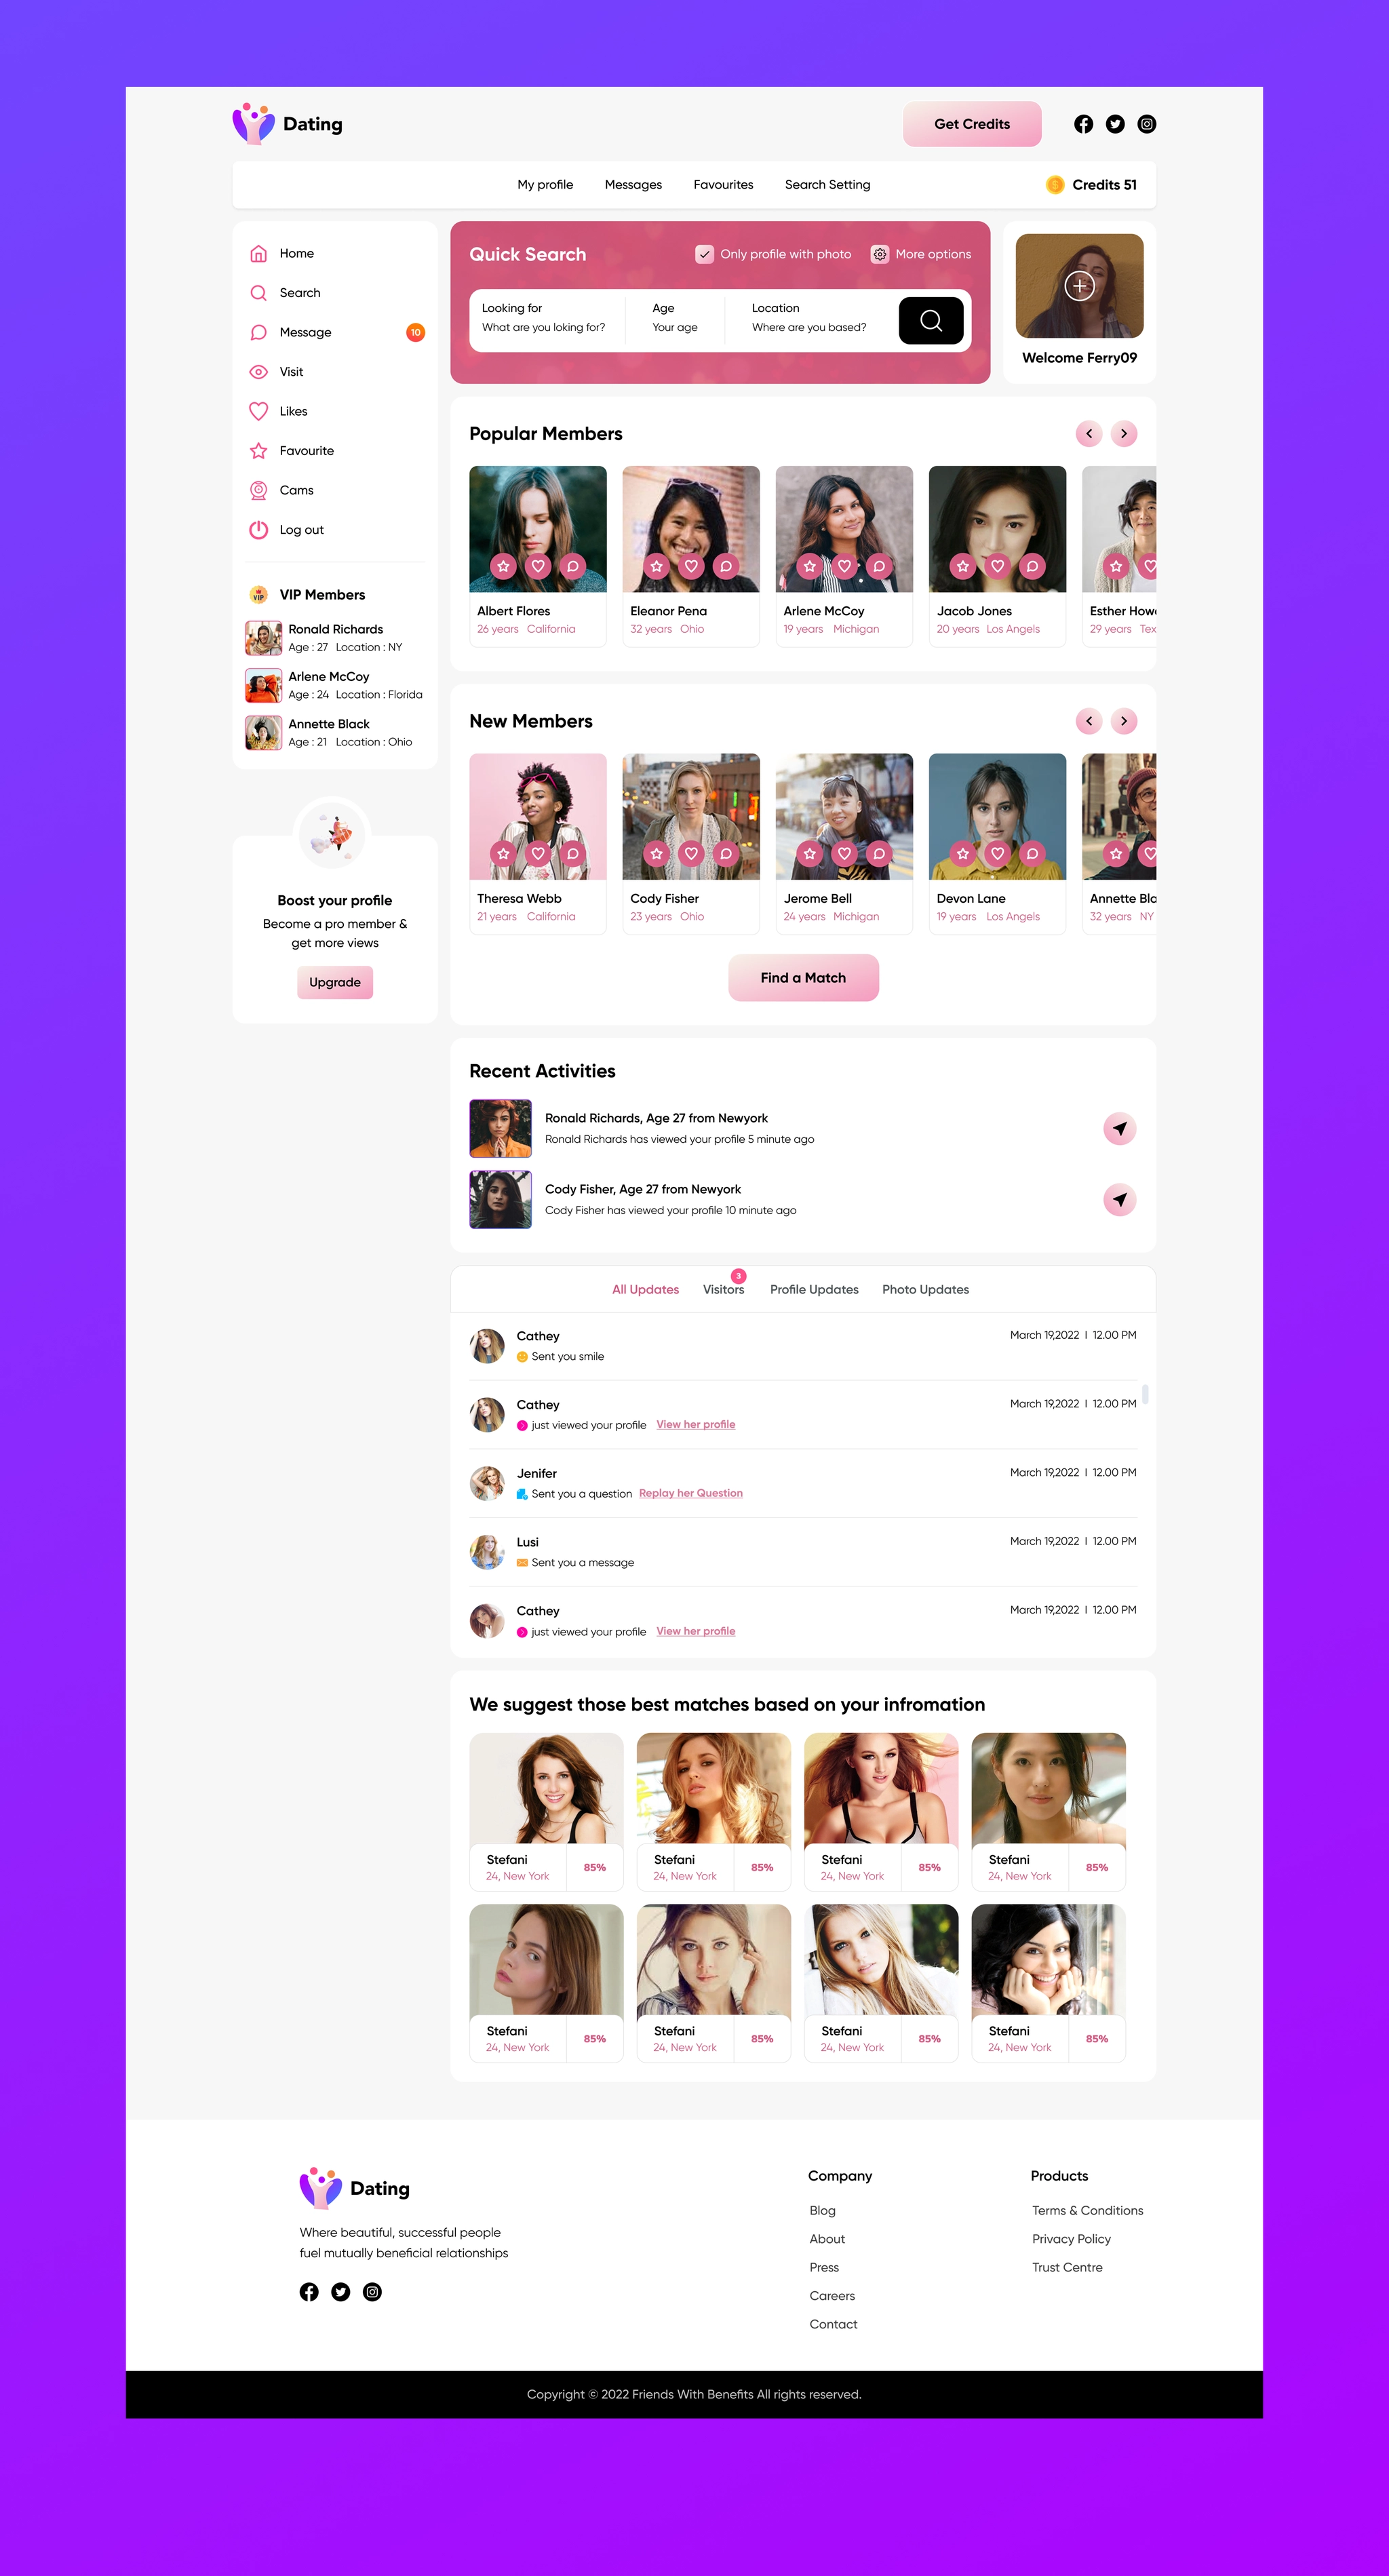 Dating
Get Credits
My profile
Messages
Favourites
Search Setting
Credits 51
Home
Search
Message
10
Visit
Likes
Favourite
Cams
Log out
VIP
VIP Members
Ronald Richards
Age : 27 Location : NY
Arlene McCoy
Age : 24 Location : Florida
Annette Black
Age : 21 Location : Ohio
Boost your profile
Become a pro member &
get more views
Upgrade
Quick Search
Only profile with photo
More options
Looking for
What are you loking for?
Age
Your age
Location
Where are you based?
Welcome Ferry09
Popular Members
Albert Flores
26 years California
Eleanor Pena
32 years Ohio
Arlene McCoy
19 years Michigan
Jacob Jones
20 years Los Angels
Esther Howe
29 years Tex
New Members
Theresa Webb
21 years California
Cody Fisher
23 years Ohio
Jerome Bell
24 years Michigan
Devon Lane
19 years Los Angels
Annette Bla
32 years NY
Find a Match
Recent Activities
Ronald Richards, Age 27 from Newyork
Ronald Richards has viewed your profile 5 minute ago
Cody Fisher, Age 27 from Newyork
Cody Fisher has viewed your profile 10 minute ago
All Updates
Visitors
3
Profile Updates
Photo Updates
Cathey
March 19,2022 | 12.00 PM
Sent you smile
Cathey
March 19,2022 | 12.00 PM
just viewed your profile View her profile
Jenifer
March 19,2022 | 12.00 PM
Sent you a question Replay her Question
Lusi
March 19,2022 | 12.00 PM
Sent you a message
Cathey
March 19,2022 | 12.00 PM
just viewed your profile View her profile
We suggest those best matches based on your infromation
Stefani
24, New York
85%
Stefani
24, New York
85%
Stefani
24, New York
85%
Stefani
24, New York
85%
Stefani
24, New York
85%
Stefani
24, New York
85%
Stefani
24, New York
85%
Stefani
24, New York
85%
Dating
Where beautiful, successful people
fuel mutually beneficial relationships
Company
Blog
About
Press
Careers
Contact
Products
Terms & Conditions
Privacy Policy
Trust Centre
Copyright © 2022 Friends With Benefits All rights reserved.